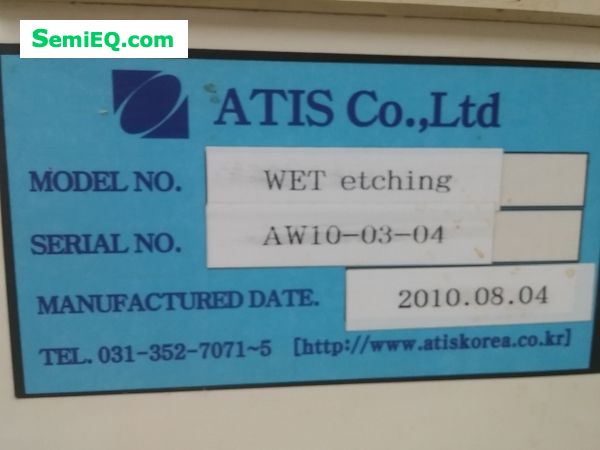 SemiEQ.com
ATIS Co.,Ltd
MODEL NO. WET etching
SERIAL NO. AW10-03-04
MANUFACTURED DATE. 2010.08.04
TEL. 031-352-7071~5 [http://www.atiskorea.co.kr]